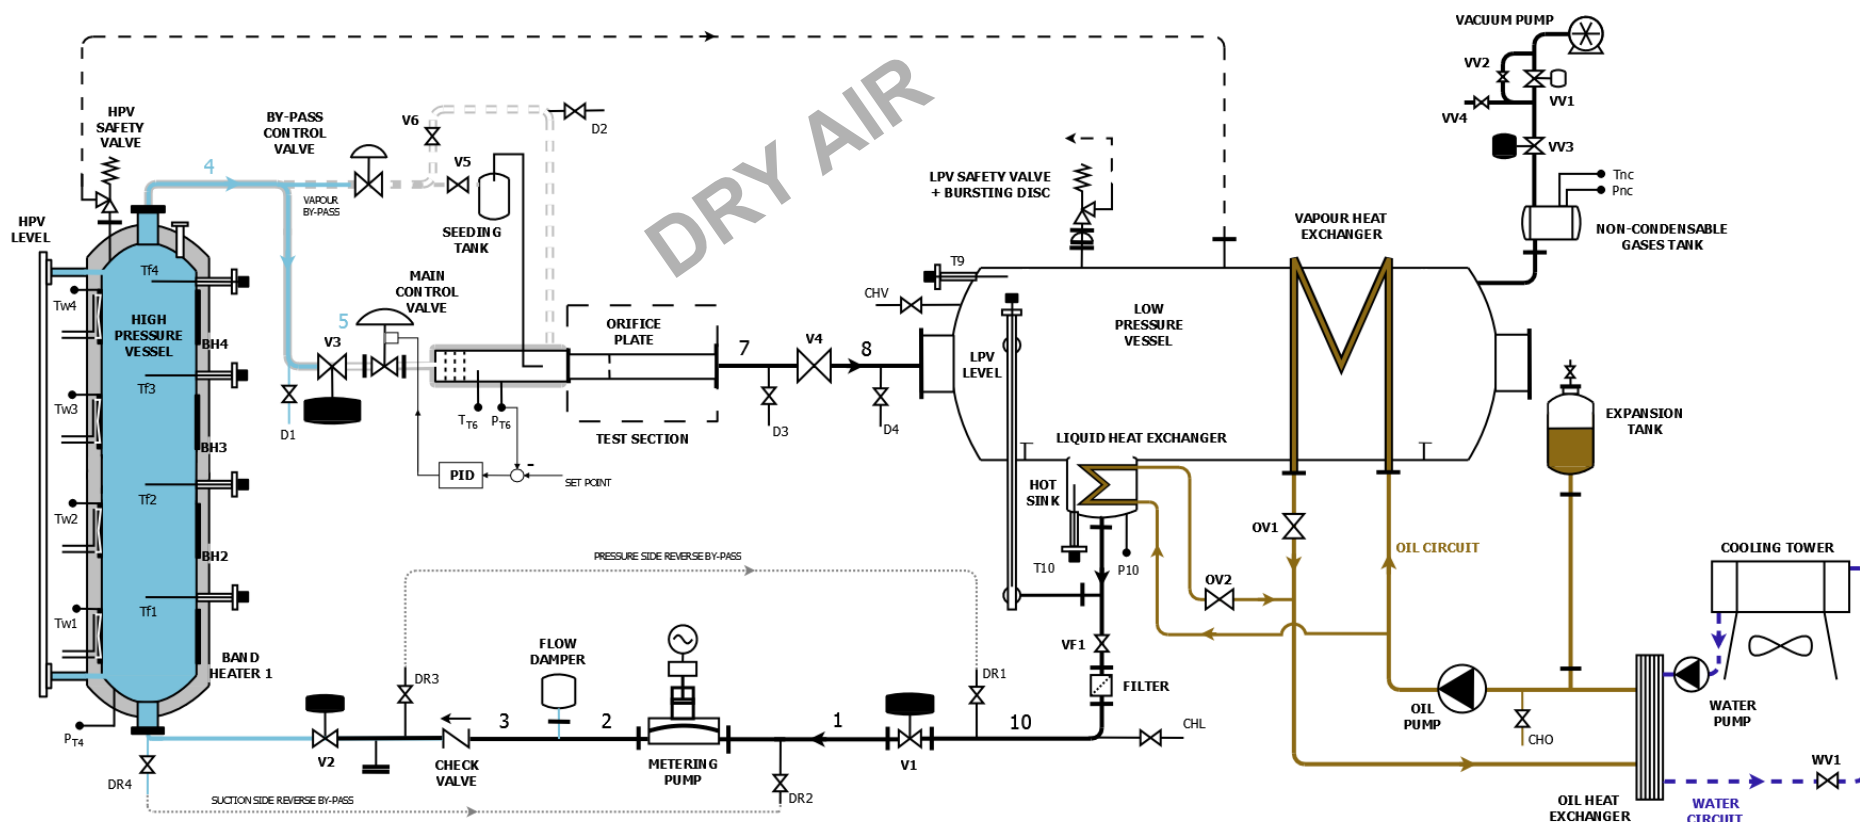 VACUUM PUMP
VV2
VV1
VV4
VV3
Tnc
Pnc
NON-CONDENSABLE
GASES TANK
DRY AIR
HPV
SAFETY
VALVE
BY-PASS
CONTROL
VALVE
V6
D2
V5
4
VAPOUR
BY-PASS
SEEDING
TANK
LPV SAFETY VALVE
+ BURSTING DISC
VAPOUR HEAT
EXCHANGER
HPV
LEVEL
Tf4
Tw4
HIGH
PRESSURE
VESSEL
BH4
Tf3
Tw3
BH3
Tf2
Tw2
BH2
Tf1
Tw1
BAND
HEATER 1
PT4
DR4
MAIN
CONTROL
VALVE
5
V3
D1
TT6
PT6
PID
-
SET POINT
ORIFICE
PLATE
TEST SECTION
7
V4
8
D3
D4
T9
CHV
LPV
LEVEL
LOW
PRESSURE
VESSEL
LIQUID HEAT EXCHANGER
HOT
SINK
T10
P10
OV1
OV2
OIL CIRCUIT
EXPANSION
TANK
COOLING TOWER
PRESSURE SIDE REVERSE BY-PASS
FLOW
DAMPER
DR3
DR1
VF1
FILTER
CHL
V2
CHECK
VALVE
3
2
METERING
PUMP
1
V1
10
DR2
SUCTION SIDE REVERSE BY-PASS
OIL
PUMP
CHO
WATER
PUMP
WV1
OIL HEAT
EXCHANGER
WATER
CIRCUIT